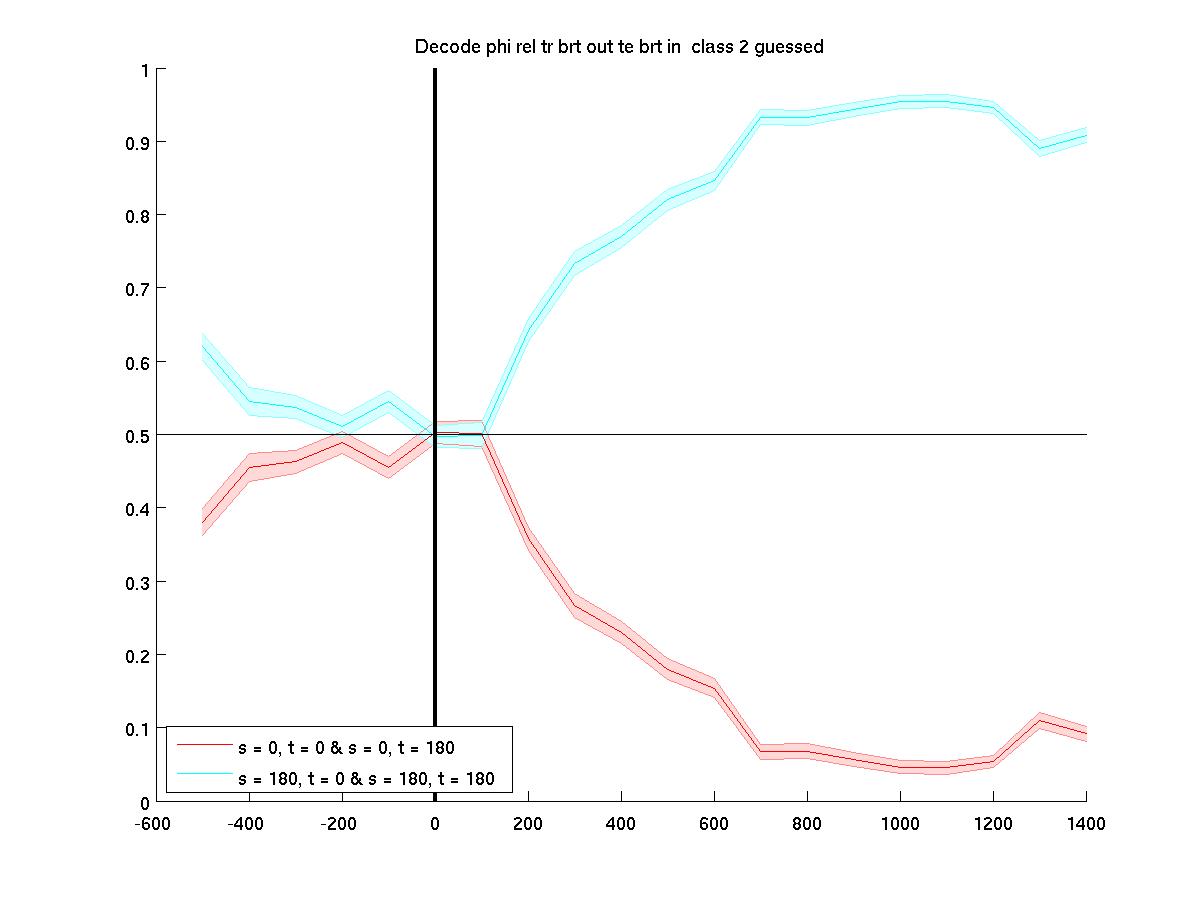 Decode phi rel tr brt out te brt in  class 2 guessed
1
0.9
0.8
0.7
0.6
0.5
0.4
0.3
0.2
0.1
0
s = 0, t = 0 & s = 0, t = 180
s = 180, t = 0 & s = 180, t = 180
-600 -400 -200 0 200 400 600 800 1000 1200 1400